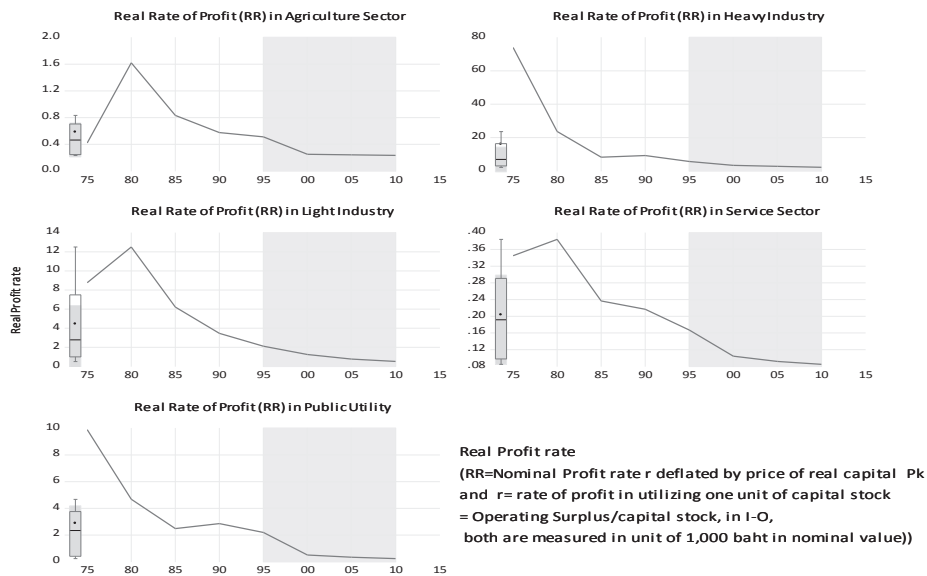 Real Rate of Profit (RR) in Agriculture Sector
2.0
1.6
1.2
0.8
0.4
0.0
75 80 85 90 95 00 05 10 15
Real Rate of Profit (RR) in Heavy Industry
80
60
40
20
0
75 80 85 90 95 00 05 10 15
Real Profit rate
Real Rate of Profit (RR) in Light Industry
14
12
10
8
6
4
2
0
75 80 85 90 95 00 05 10 15
Real Rate of Profit (RR) in Service Sector
.40
.36
.32
.28
.24
.20
.16
.12
.08
75 80 85 90 95 00 05 10 15
Real Rate of Profit (RR) in Public Utility
10
8
6
4
2
0
75 80 85 90 95 00 05 10 15
Real Profit rate
(RR=Nominal Profit rate r deflated by price of real capital Pk
and r= rate of profit in utilizing one unit of capital stock
= Operating Surplus/capital stock, in I-O,
both are measured in unit of 1,000 baht in nominal value))